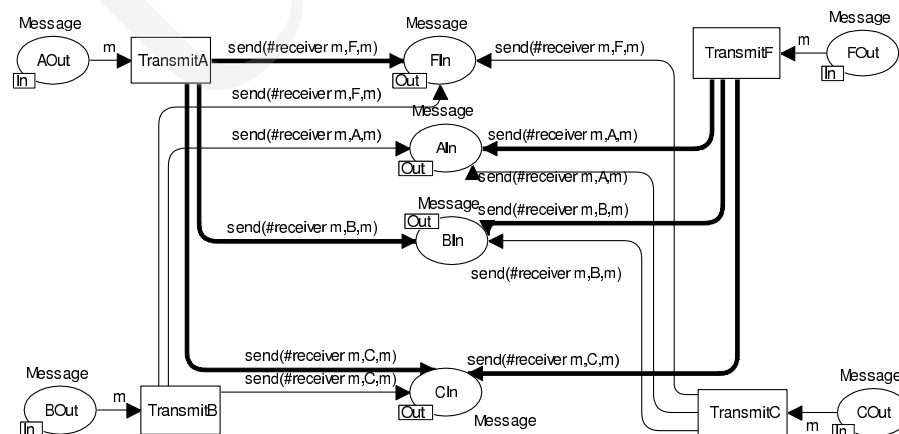 Message
Message
Message
AOut
In
m
TransmitA
send(#receiver m,F,m)
FIn
Out
send(#receiver m,F,m)
TransmitF
m
FOut
In
send(#receiver m,F,m)
Message
send(#receiver m,A,m)
AIn
Out
send(#receiver m,A,m)
send(#receiver m,A,m)
Message
Out
send(#receiver m,B,m)
send(#receiver m,B,m)
BIn
send(#receiver m,B,m)
send(#receiver m,C,m)
send(#receiver m,C,m)
send(#receiver m,C,m)
CIn
Out
Message
Message
BOut
In
m
TransmitB
TransmitC
m
Message
COut
In